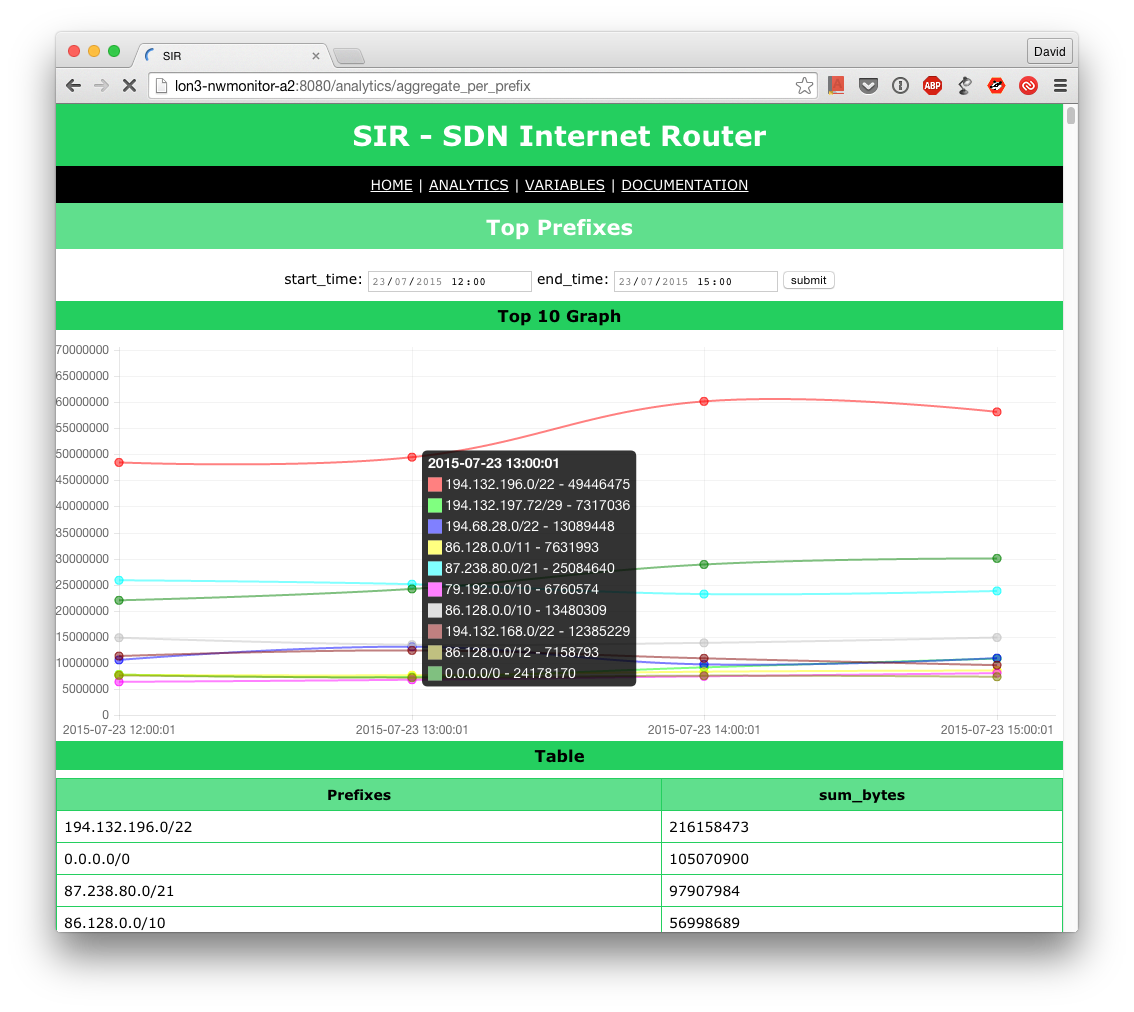 SIR
David
lon3-nwmonitor-a2:8080/analytics/aggregate_per_prefix
ABP
SIR - SDN Internet Router
HOME | ANALYTICS | VARIABLES | DOCUMENTATION
Top Prefixes
start_time: 23/07/2015 12:00 end_time: 23/07/2015 15:00 submit
Top 10 Graph
70000000
65000000
60000000
55000000
50000000
45000000
40000000
35000000
30000000
25000000
20000000
15000000
10000000
5000000
0
2015-07-23 13:00:01
194.132.196.0/22 - 49446475
194.132.197.72/29 - 7317036
194.68.28.0/22 - 13089448
86.128.0.0/11 - 7631993
87.238.80.0/21 - 25084640
79.192.0.0/10 - 6760574
86.128.0.0/10 - 13480309
194.132.168.0/22 - 12385229
86.128.0.0/12 - 7158793
0.0.0.0/0 - 24178170
2015-07-23 12:00:01 2015-07-23 13:00:01 2015-07-23 14:00:01 2015-07-23 15:00:01
Table
Prefixes sum_bytes
194.132.196.0/22 216158473
0.0.0.0/0 105070900
87.238.80.0/21 97907984
86.128.0.0/10 56998689